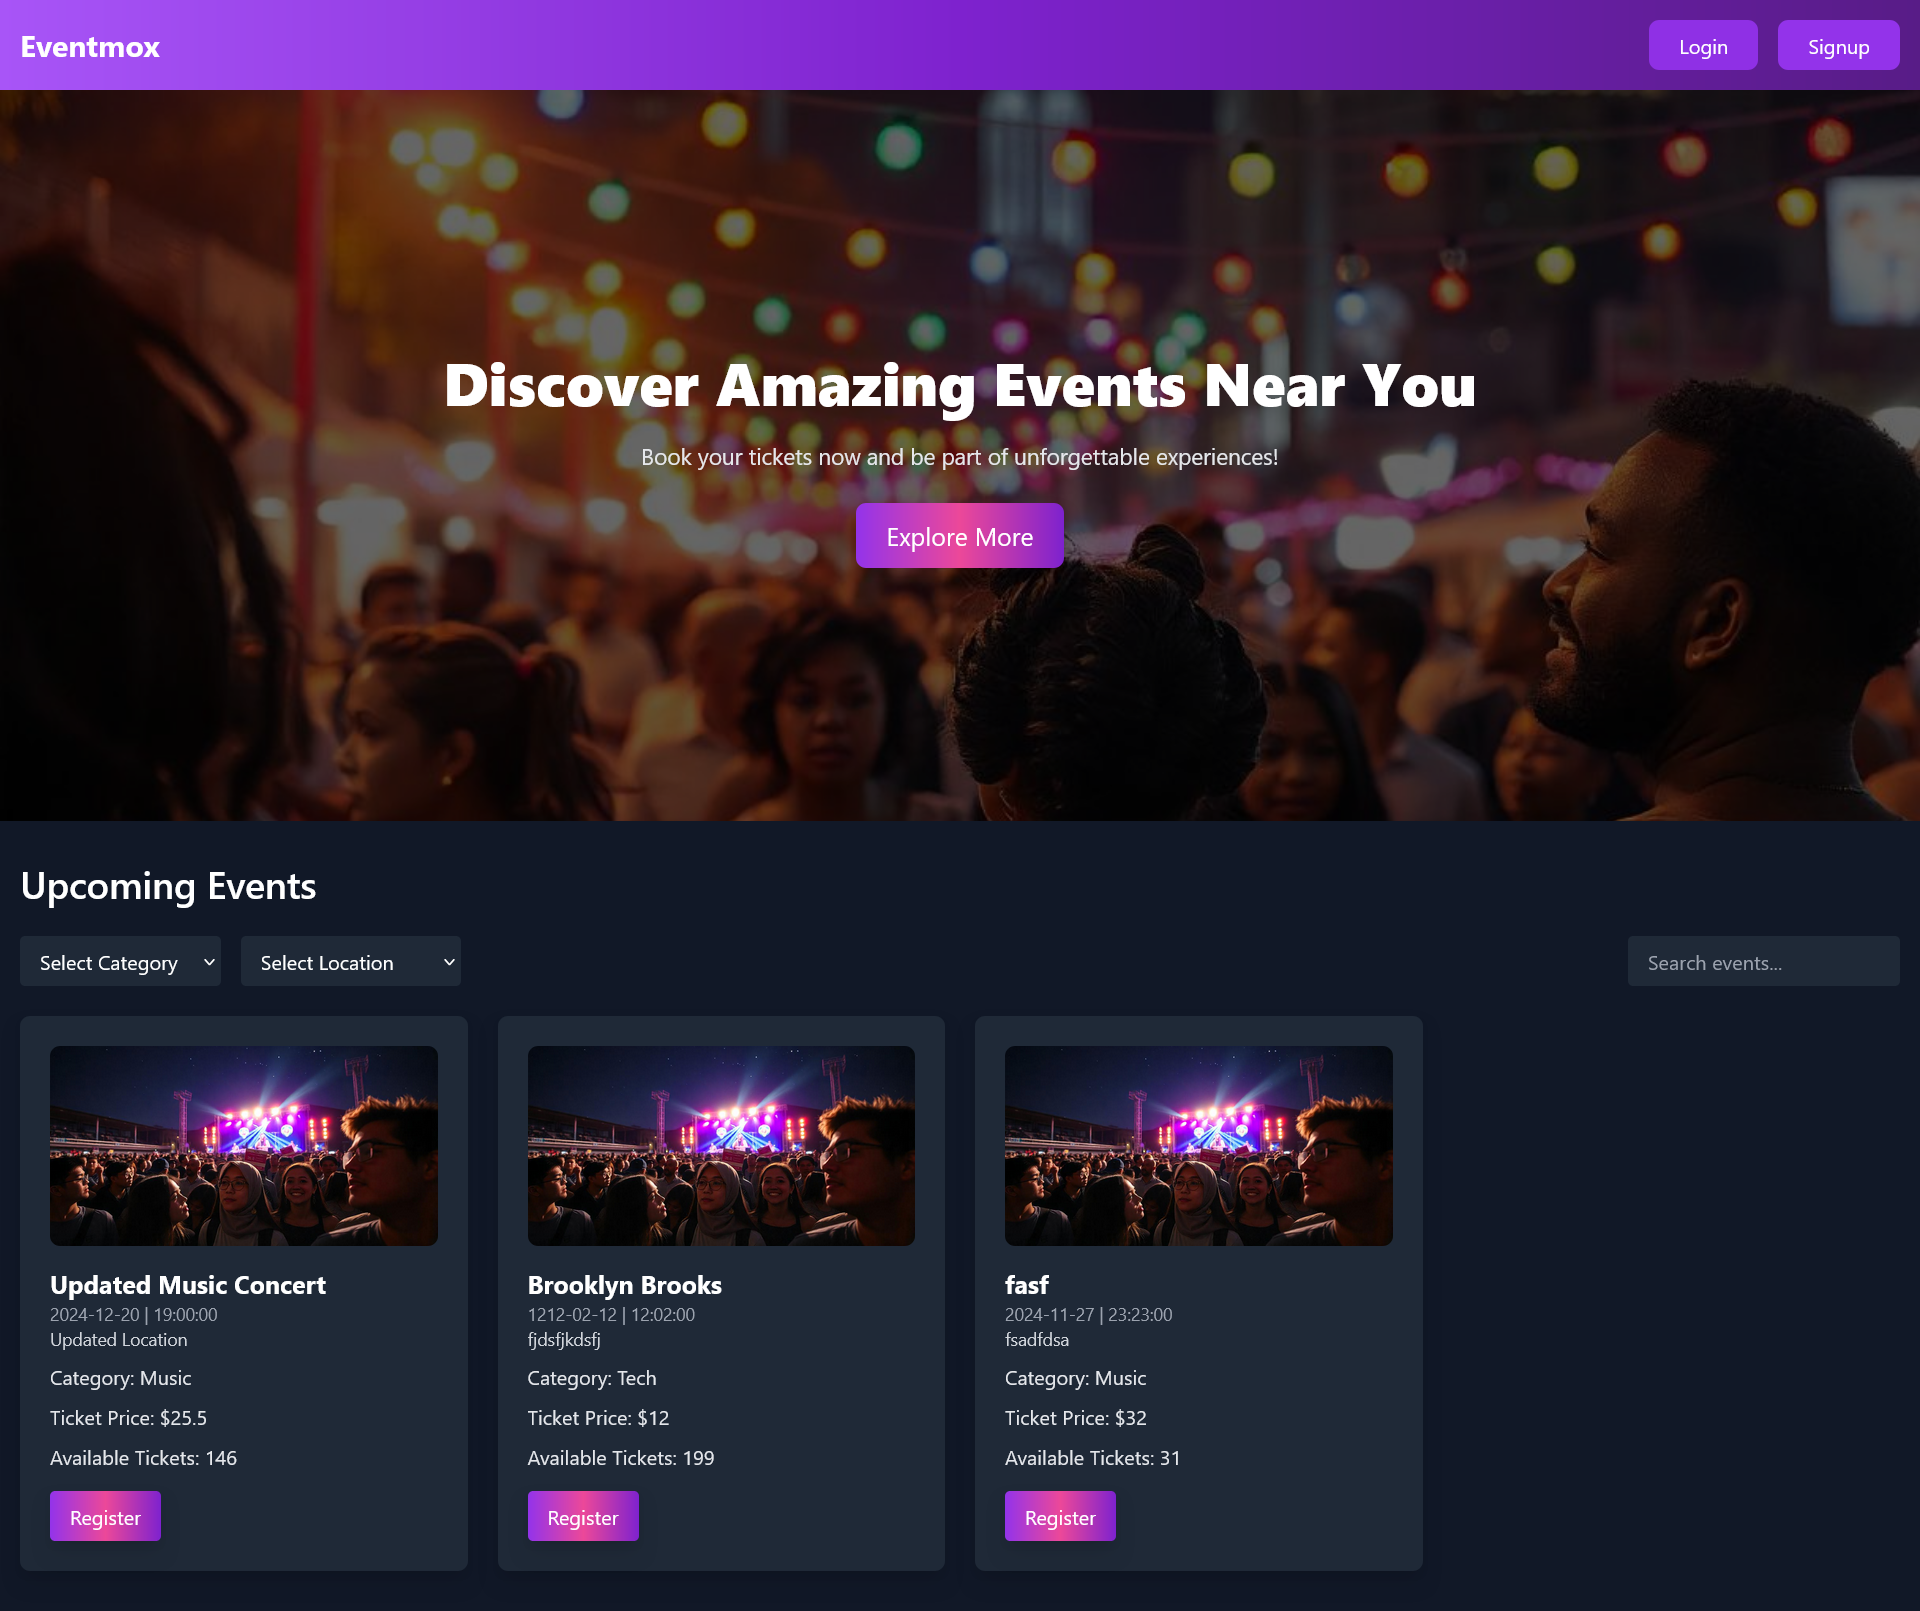 Eventmox
Login
Signup
Discover Amazing Events Near You
Book your tickets now and be part of unforgettable experiences!
Explore More
Upcoming Events
Select Category
Select Location
Search events...
Updated Music Concert
2024-12-20 | 19:00:00
Updated Location
Category: Music
Ticket Price: $25.5
Available Tickets: 146
Register
Brooklyn Brooks
1212-02-12 | 12:02:00
fjdsfjkdsfj
Category: Tech
Ticket Price: $12
Available Tickets: 199
Register
fasf
2024-11-27 | 23:23:00
fsadfdsa
Category: Music
Ticket Price: $32
Available Tickets: 31
Register